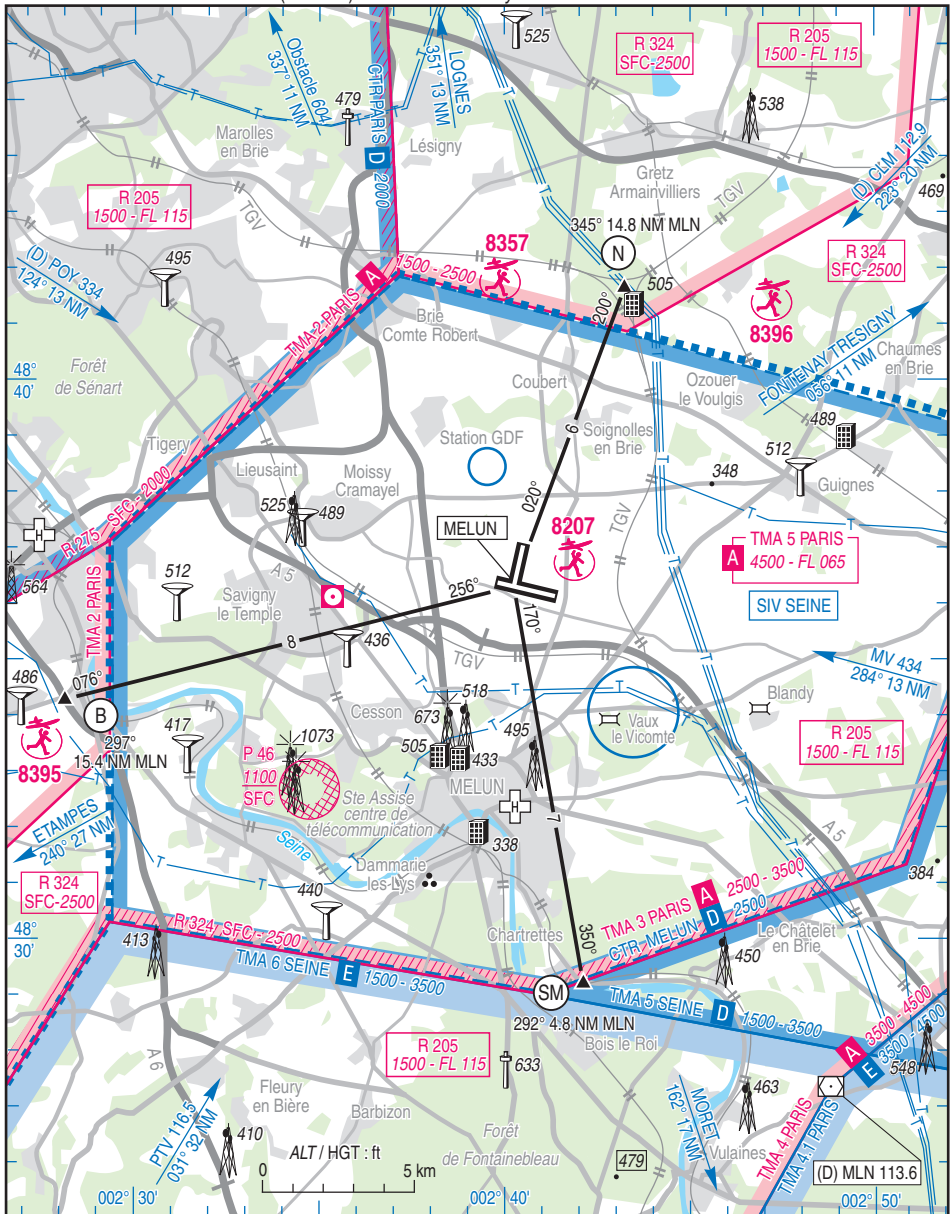 525
R 324
SFC-2500
R 205
1500 - FL 115
Obstacle 604
337° 11 NM
CTR PARIS
D
2000
LOGNES
351° 13 NM
479
538
Marolles
en Brie
Lésigny
Gretz
Armainvilliers
TGV
(D) CLM 112.9
223° 20 NM
469
R 205
1500 - FL 115
TGV
345° 14.8 NM MLN
N
R 324
SFC-2500
(D) POY 334
124° 13 NM
495
8357
1500 - 2500
A
TMA 2 PARIS
505
200°
8396
Brie
Comte Robert
FONTENAY TRESIGNY
056° 11 NM
Chaumes
en Brie
48°
40'
Forêt
de Sénart
Coubert
Ozouer
le Voulgis
6
Soignolles
en Brie
489
Station GDF
512
Tigery
Lieusaint
Moissy
Cramayel
348
Guignes
525
489
020°
TGV
R 275 SFC - 2000
H
MELUN
8207
TMA 5 PARIS
A
4500 - FL 065
564
A 5
512
Savigny
le Temple
256°
170°
SIV SEINE
TMA 2 PARIS
436
8
TGV
MV 434
284° 13 NM
076°
486
B
8395
297°
15.4 NM MLN
417
Cesson
518
673
Blandy
Vaux
le Vicomte
495
505
433
R 205
1500 - FL 115
1073
P 46
1100
SFC
MELUN
H
Ste Assise
centre de
télécommunication
7
A 5
ETAMPES
240° 27 NM
Seine
338
Dammarie
les-Lys
384
R 324
SFC-2500
440
TMA 3 PARIS
A
2500 - 3500
CTR MELUN
D
2500
48°
30'
R 324 SFC - 2500
Chartrettes
350°
Le Châtelet
en Brie
413
450
TMA 6 SEINE
E
1500 - 3500
SM
292° 4.8 NM MLN
TMA 5 SEINE
D
1500 - 3500
Bois le Roi
A
3500 - 4500
E
3500 - 4500
R 205
1500 - FL 115
633
548
A 6
463
Fleury
en Bière
Barbizon
PTV 116.5
031° 32 NM
410
MORET
162° 17 NM
Vulaines
TMA 4 PARIS
TMA 4.1 PARIS
ALT / HGT : ft
0
5 km
Forêt
de Fontainebleau
479
(D) MLN 113.6
002° 30'
002° 40'
002° 50'